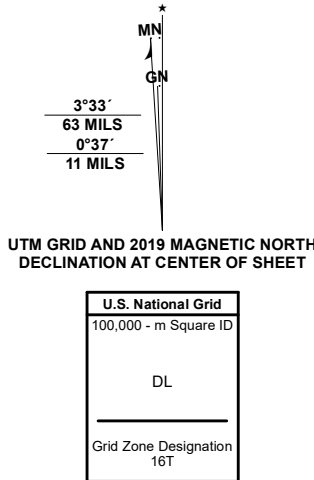 MN
GN
3°33´
63 MILS
0°37´
11 MILS
UTM GRID AND 2019 MAGNETIC NORTH
DECLINATION AT CENTER OF SHEET
U.S. National Grid
100,000 - m Square ID
DL
Grid Zone Designation
16T